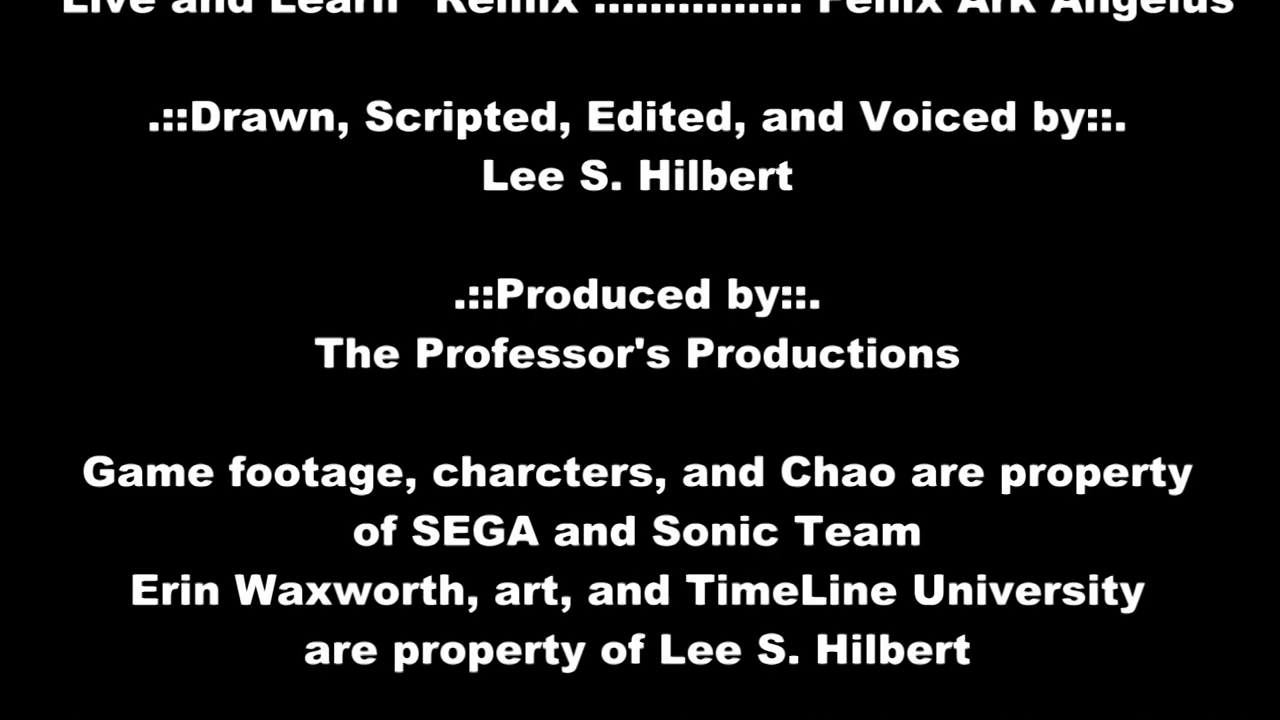 Live and Learn" Remix ............... Fenix Ark Angelus
.::Drawn, Scripted, Edited, and Voiced by::.
Lee S. Hilbert
.::Produced by::.
The Professor's Productions
Game footage, charcters, and Chao are property
of SEGA and Sonic Team
Erin Waxworth, art, and TimeLine University
are property of Lee S. Hilbert